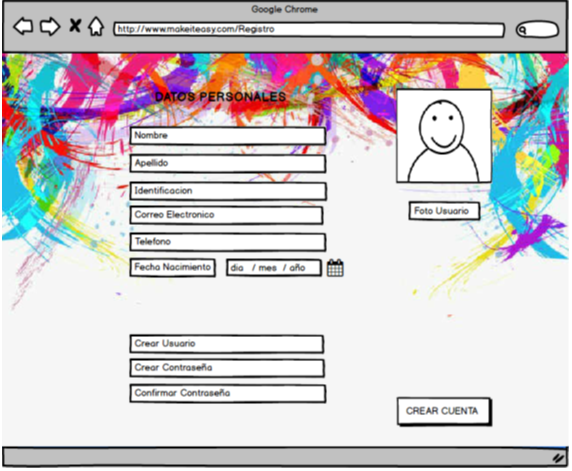 Google Chrome
http://www.makeiteasy.com/Registro
DATOS PERSONALES
Nombre
Apellido
Identificacion
Correo Electronico
Telefono
Fecha Nacimiento dia / mes / año
Foto Usuario
Crear Usuario
Crear Contraseña
Confirmar Contraseña
CREAR CUENTA